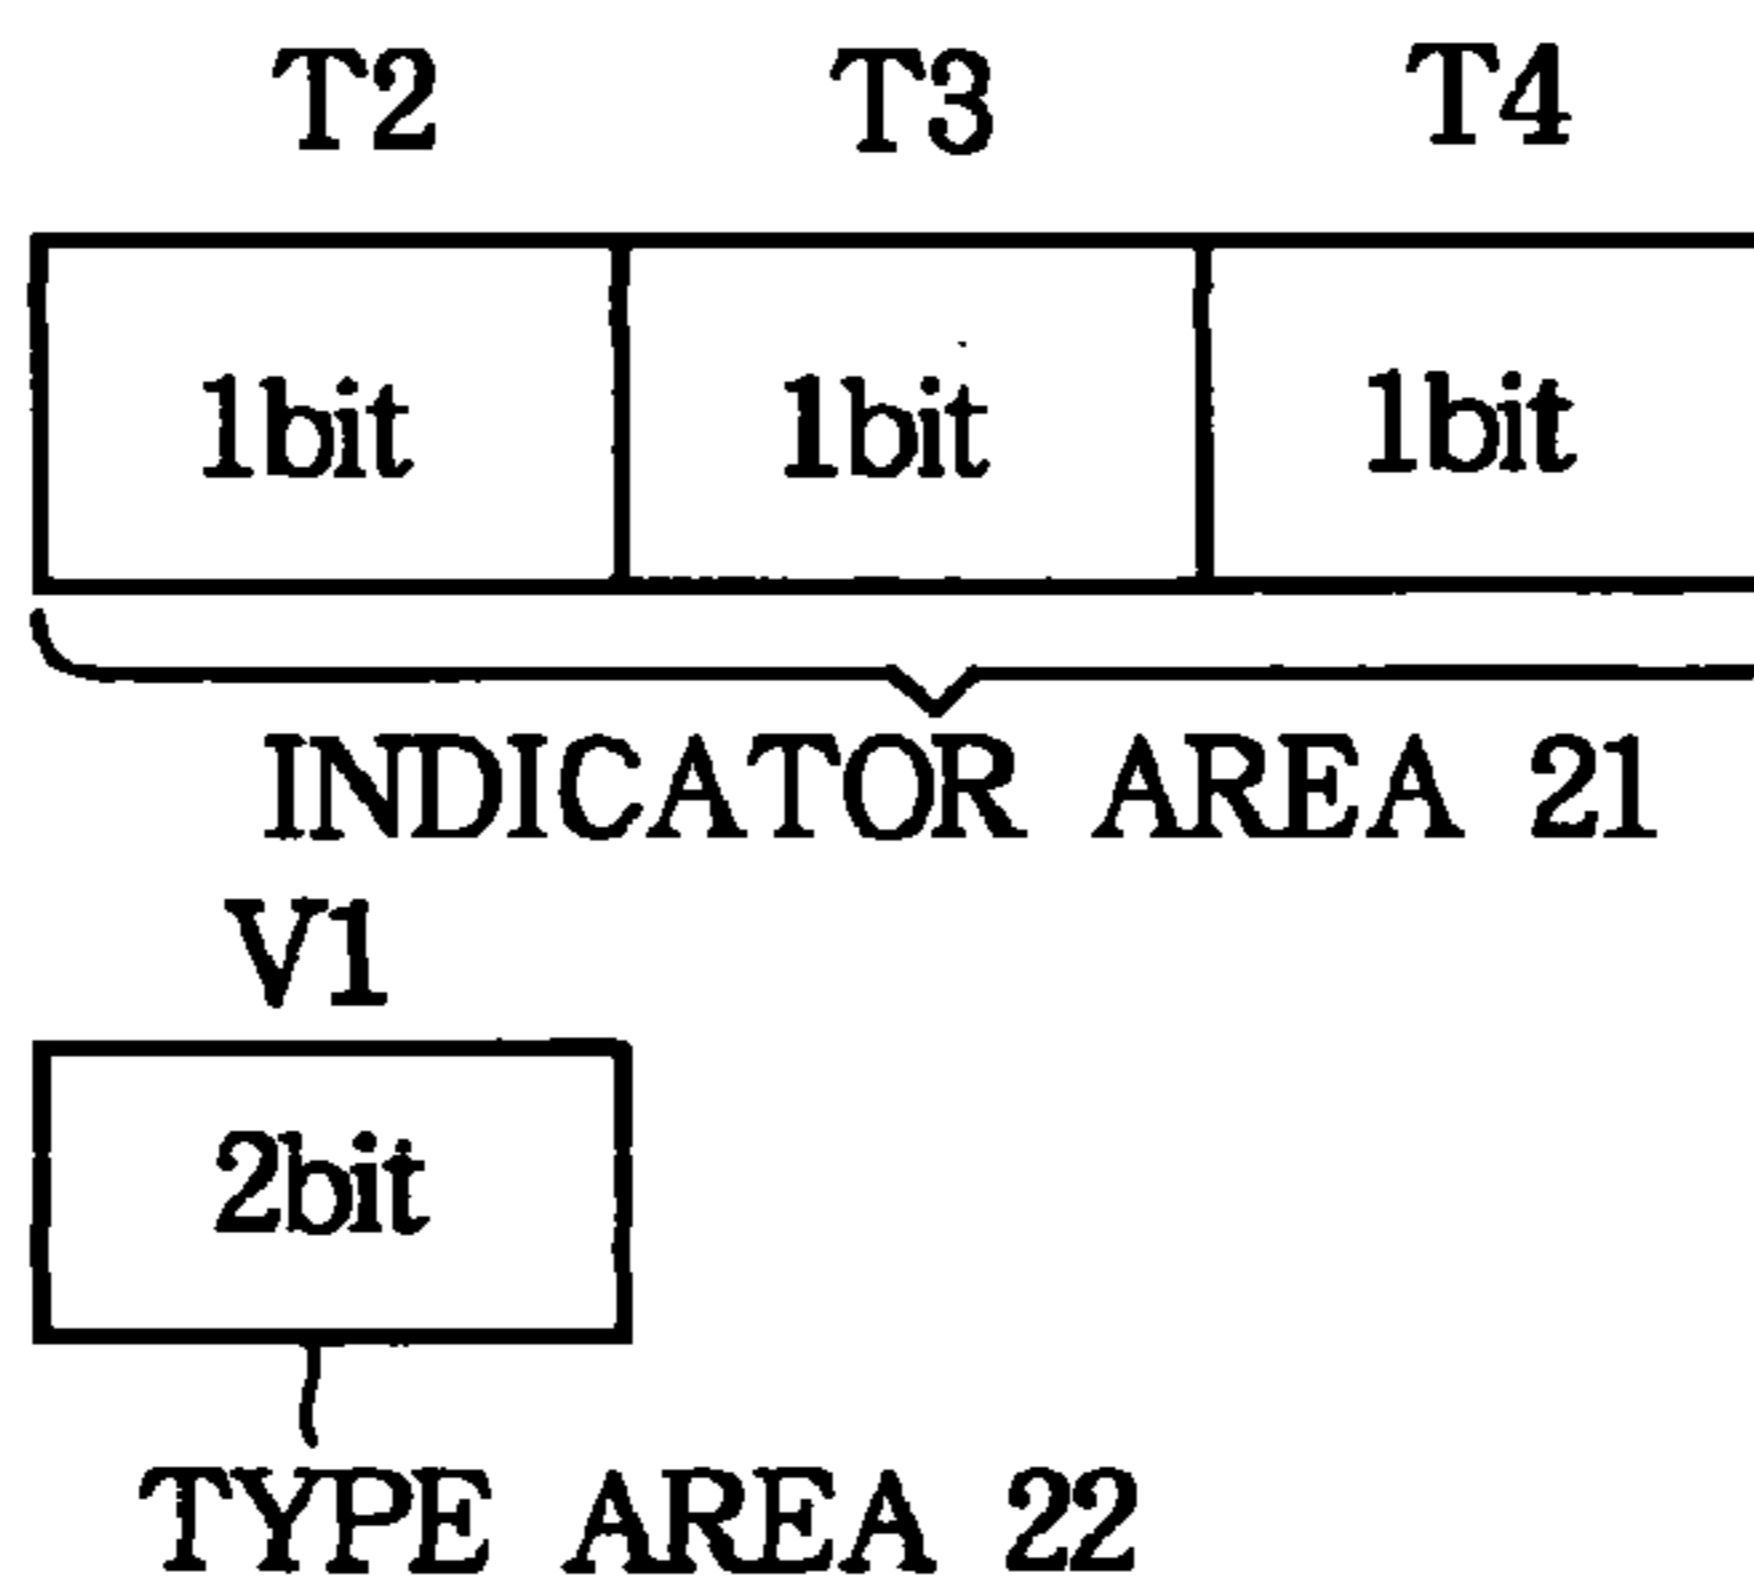 T2 T3 T4
1bit 1bit 1bit
INDICATOR AREA 21
V1
2bit
TYPE AREA 22